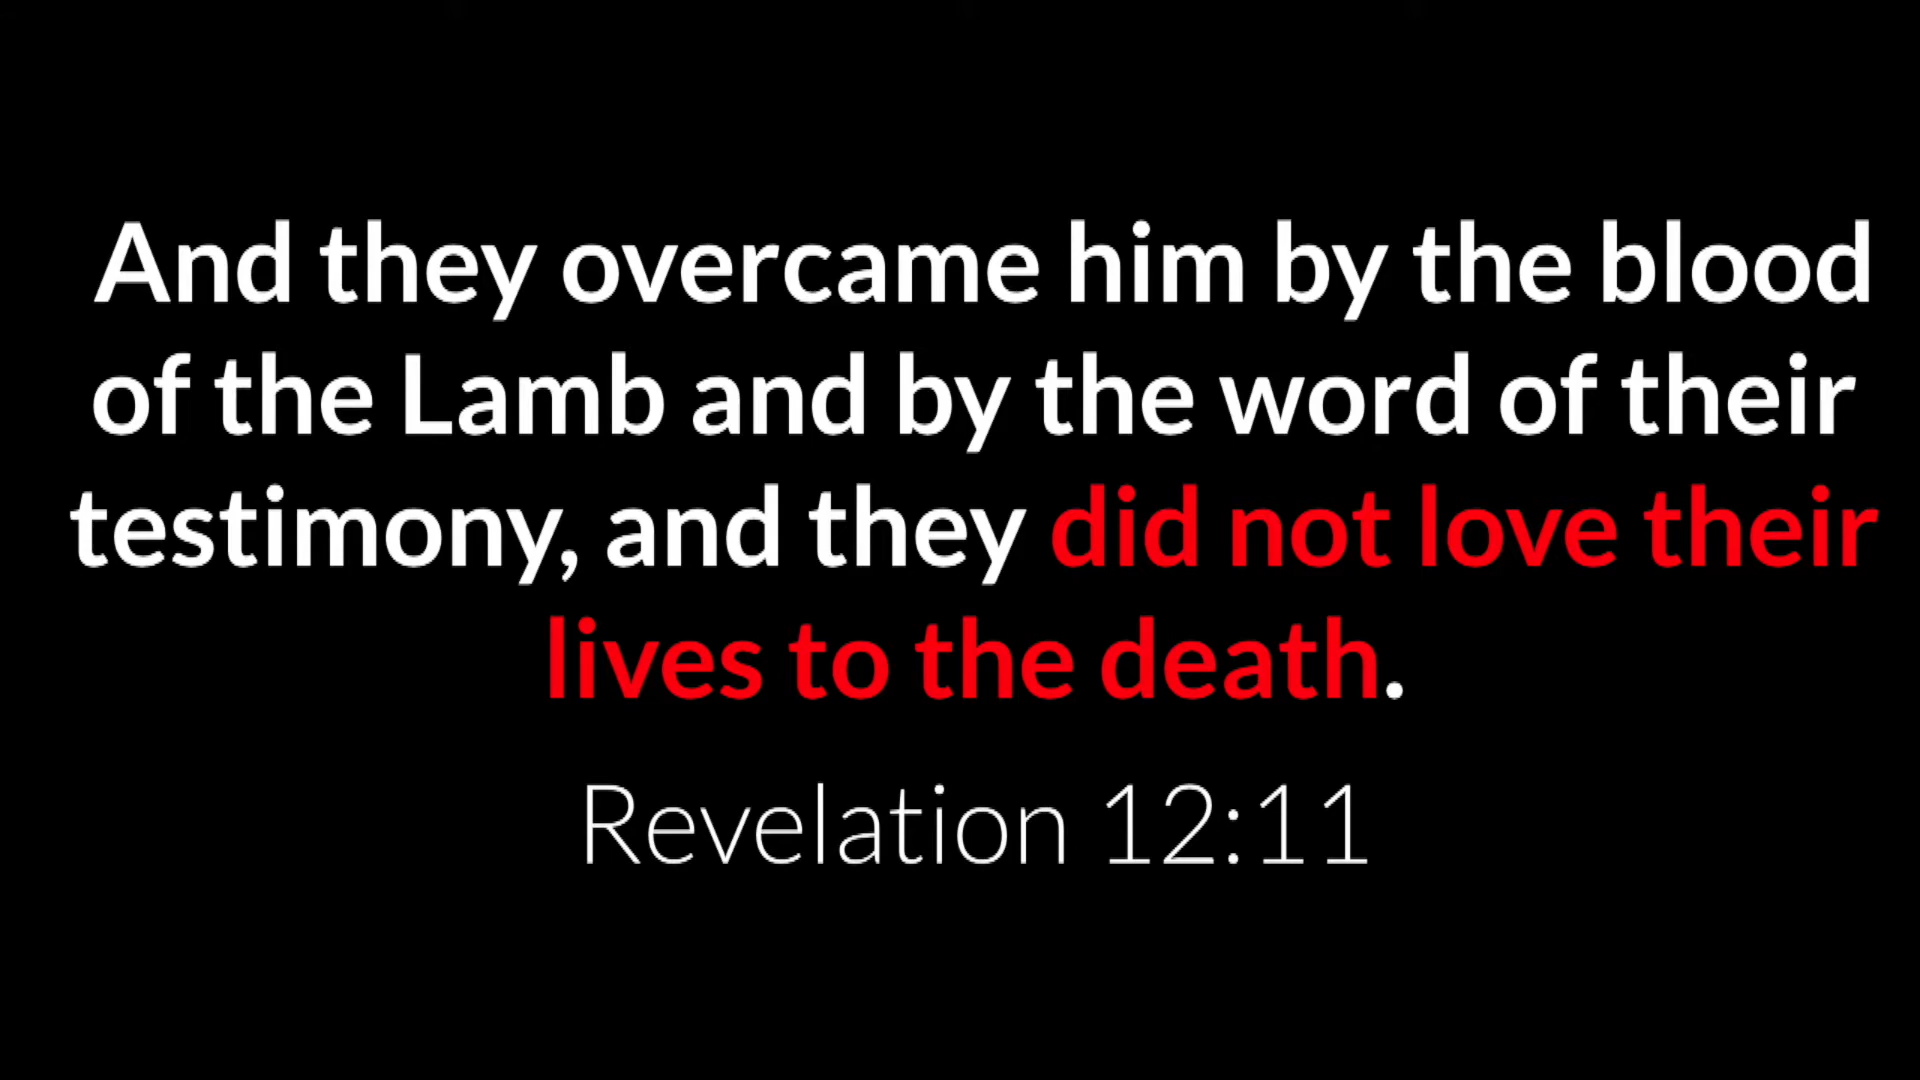 And they overcame him by the blood
of the Lamb and by the word of their
testimony, and they did not love their
lives to the death.
Revelation 12:11